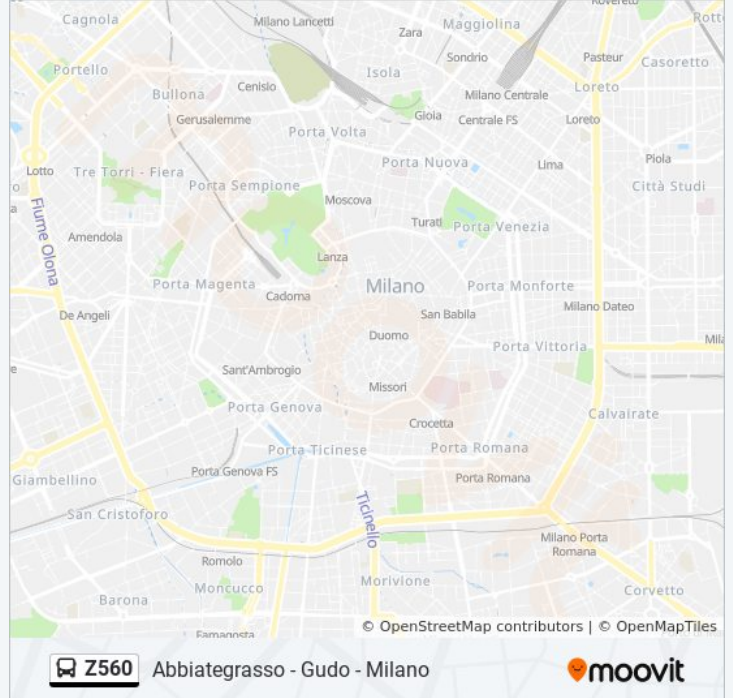 Rovereto
Cagnola
Milano Lancetti
Maggiolina
Zara
Portello
Isola
Sondrio
Pasteur
Casoretto
Bullona
Cenisio
Milano Centrale
Loreto
Gerusalemme
Gioia
Centrale FS
Loreto
Porta Volta
Lotto
Tre Torri - Fiera
Porta Nuova
Lima
Piola
Porta Sempione
Città Studi
Moscova
Fiume Olona
Turati
Porta Venezia
Amendola
Lanza
Porta Magenta
Cadorna
Milano
Porta Monforte
De Angeli
San Babila
Milano Dateo
Duomo
Porta Vittoria
Sant'Ambrogio
Missori
Porta Genova
Crocetta
Calvairate
Porta Ticinese
Porta Romana
Giambellino
Porta Genova FS
Porta Romana
San Cristoforo
Ticinello
Milano Porta
Romana
Romolo
Moncucco
Morivione
Corvetto
Barona
Famagosta
© OpenStreetMap contributors | © OpenMapTiles
Z560 Abbiategrasso - Gudo - Milano
moovit